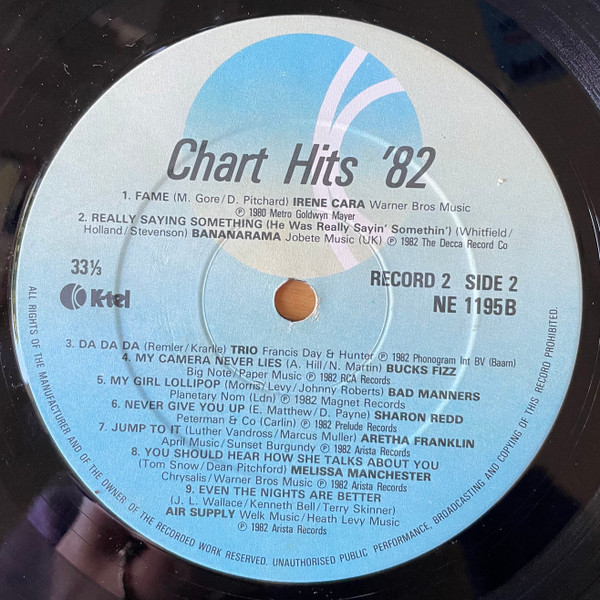 Chart Hits '82
1. FAME (M. Gore/D. Pitchard) IRENE CARA Warner Bros Music
℗ 1980 Metro Goldwyn Mayer
2. REALLY SAYING SOMETHING (He Was Really Sayin' Somethin') (Whitfield/
Holland/Stevenson) BANANARAMA Jobete Music (UK) ℗ 1982 The Decca Record Co
33⅓
K-tel
RECORD 2 SIDE 2
NE 1195B
3. DA DA DA (Remler/Kralle) TRIO Francis Day & Hunter ℗ 1982 Phonogram Int BV (Baarn)
4. MY CAMERA NEVER LIES (A. Hill/N. Martin) BUCKS FIZZ
Big Note/Paper Music ℗ 1982 RCA Records
5. MY GIRL LOLLIPOP (Morris/Levy/Johnny Roberts) BAD MANNERS
Planetary Nom (Ldn) ℗ 1982 Magnet Records
6. NEVER GIVE YOU UP (E. Matthew/D. Payne) SHARON REDD
Peterman & Co (Carlin) ℗ 1982 Prelude Records
7. JUMP TO IT (Luther Vandross/Marcus Muller) ARETHA FRANKLIN
April Music/Sunset Burgundy ℗ 1982 Arista Records
8. YOU SHOULD HEAR HOW SHE TALKS ABOUT YOU
(Tom Snow/Dean Pitchford) MELISSA MANCHESTER
Chrysalis/Warner Bros Music ℗ 1982 Arista Records
9. EVEN THE NIGHTS ARE BETTER
(J. L. Wallace/Kenneth Bell/Terry Skinner)
AIR SUPPLY Welk Music/Heath Levy Music
℗ 1982 Arista Records
ALL RIGHTS OF THE MANUFACTURER AND OF THE OWNER OF THE RECORDED WORK RESERVED. UNAUTHORISED PUBLIC PERFORMANCE, BROADCASTING AND COPYING OF THIS RECORD PROHIBITED.